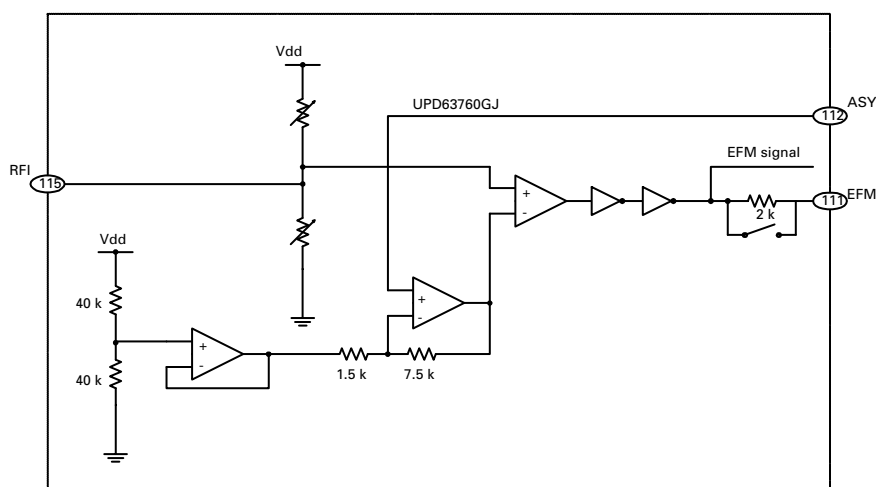 Vdd
UPD63760GJ
ASY
112
EFM signal
RFI
115
+
-
EFM
111
2 k
Vdd
40 k
+
-
+
-
1.5 k
7.5 k
40 k